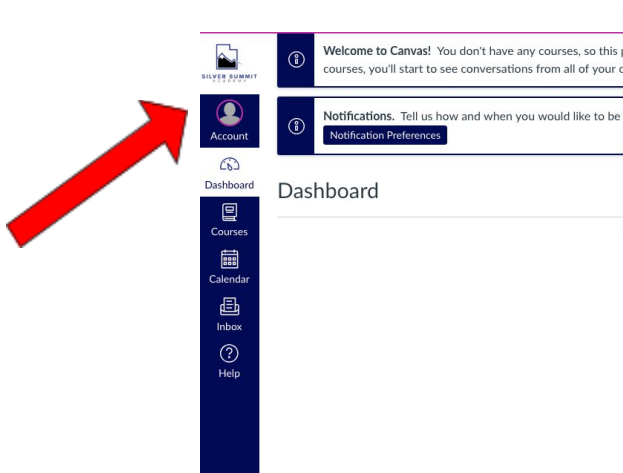 SILVER SUMMIT
ACADEMY
Account
Dashboard
Courses
Calendar
Inbox
Help
Welcome to Canvas! You don't have any courses, so this
courses, you'll start to see conversations from all of your
Notifications. Tell us how and when you would like to be
Notification Preferences
Dashboard